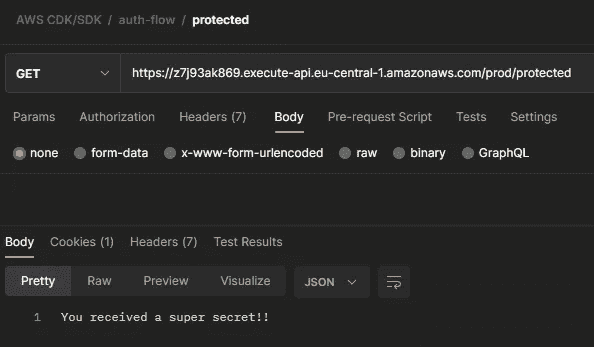 AWS CDK/SDK / auth-flow / protected
GET https://z7j93ak869.execute-api.eu-central-1.amazonaws.com/prod/protected
Params Authorization Headers (7) Body Pre-request Script Tests Settings
none form-data x-www-form-urlencoded raw binary GraphQL
Body Cookies (1) Headers (7) Test Results
Pretty Raw Preview Visualize JSON
1 You received a super secret!!